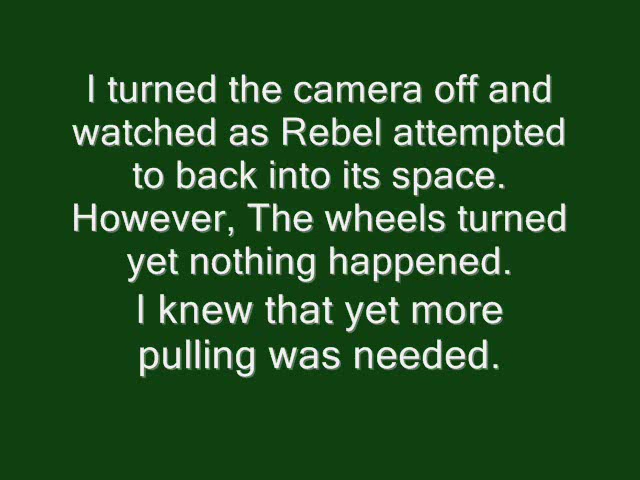 I turned the camera off and
watched as Rebel attempted
to back into its space.
However, The wheels turned
yet nothing happened.
I knew that yet more
pulling was needed.